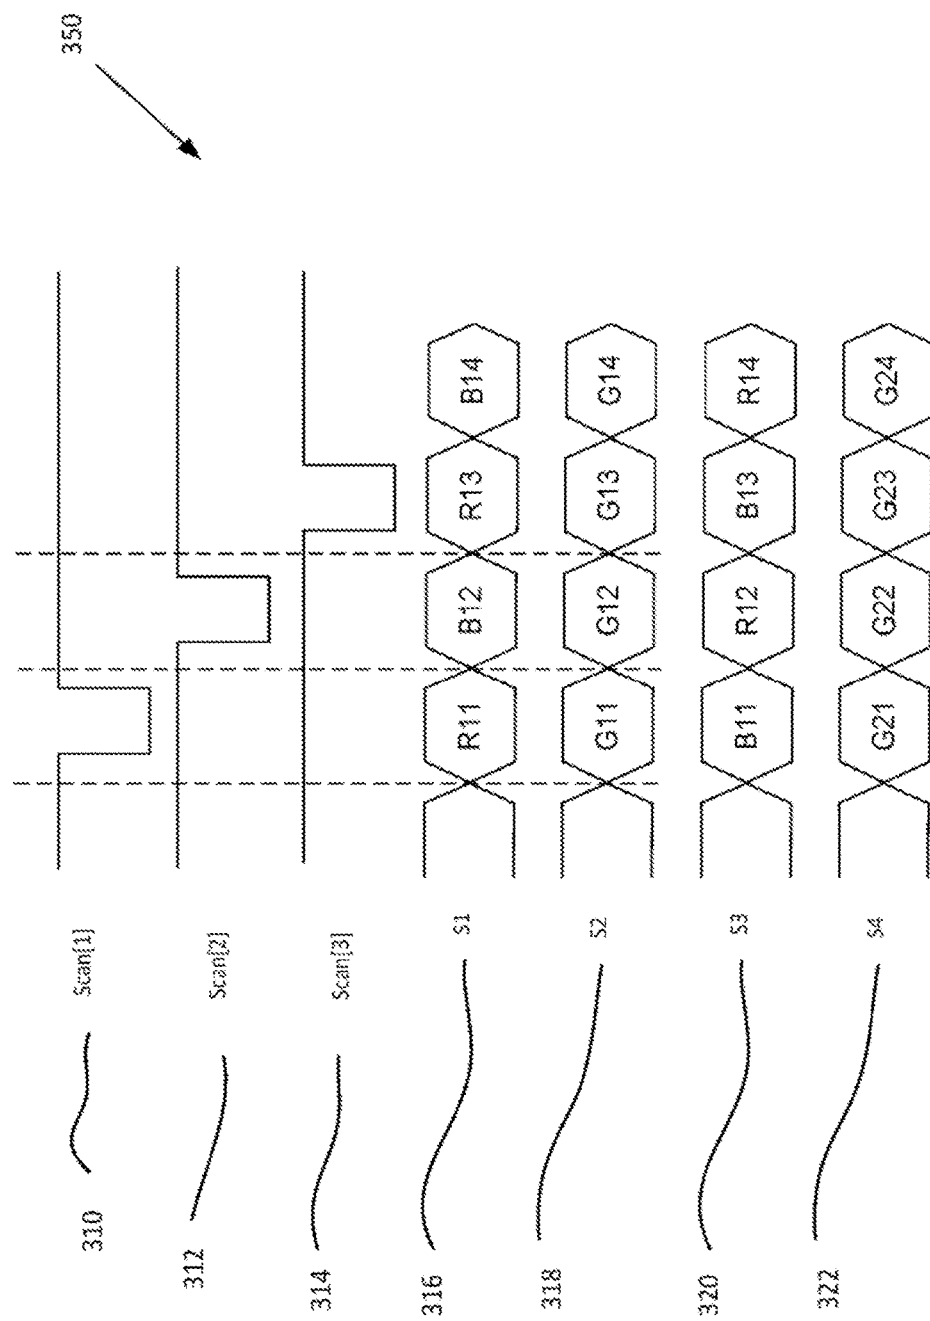 350
310 Scan[1]
312 Scan[2]
314 Scan[3]
316 S1 R11 B12 R13 B14
318 S2 G11 G12 G13 G14
320 S3 B11 R12 B13 R14
322 S4 G21 G22 G23 G24